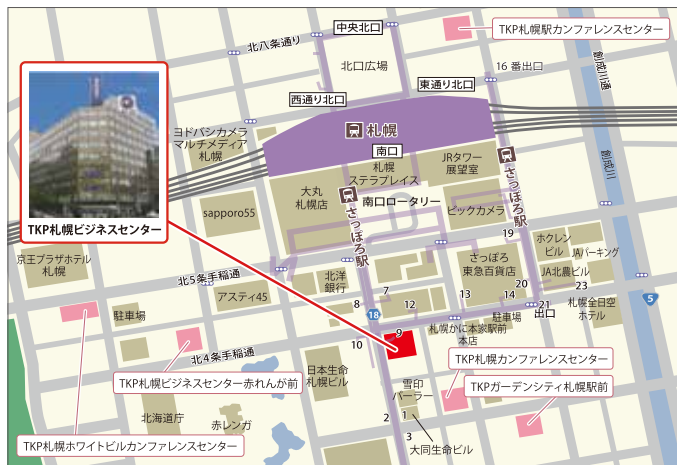 中央北口
TKP札幌駅カンファレンスセンター
北八条通り
北口広場
16 番出口
創成川通
西通り北口
東通り北口
ヨドバシカメラ
マルチメディア
札幌
札幌
南口
札幌
ステラプレイス
JRタワー
展望室
さっぽろ駅
創成川
大丸
札幌店
さっぽろ駅
南口ロータリー
ビックカメラ
TKP札幌ビジネスセンター
sapporo55
19
ホクレン
ビル
JAパーキング
京王プラザホテル
札幌
北5条手稲通
北洋
銀行
さっぽろ
東急百貨店
JA北農ビル
アスティ45
7
8
12
13
14
20
21
出口
23
5
駐車場
18
駐車場
札幌全日空
ホテル
9
札幌かに本家駅前
本店
10
北4条手稲通
TKP札幌カンファレンスセンター
TKP札幌ビジネスセンター赤れんが前
日本生命
札幌ビル
雪印
パーラー
TKPガーデンシティ札幌駅前
北海道庁
赤レンガ
1
2
3
大同生命ビル
TKP札幌ホワイトビルカンファレンスセンター